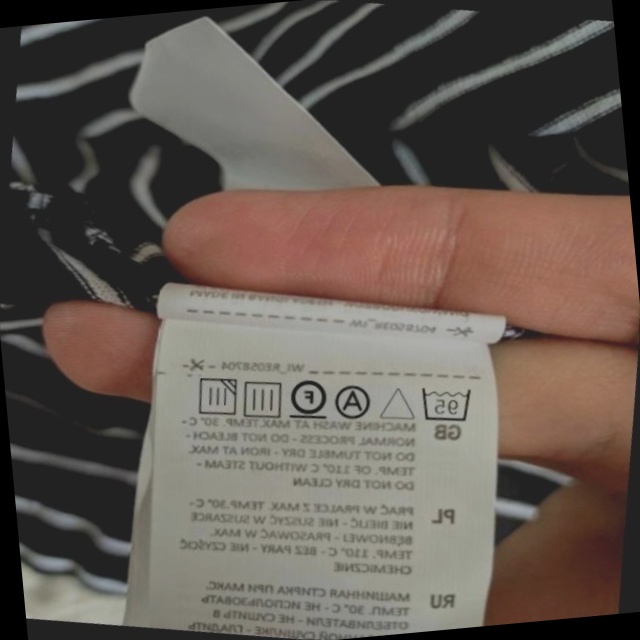 WI_RE058704
95
A
F
GB
MACHINE WASH AT MAX.TEMP. 30° C -
NORMAL PROCESS - DO NOT BLEACH -
DO NOT TUMBLE DRY - IRON AT MAX.
TEMP. OF 110° C WITHOUT STEAM -
DO NOT DRY CLEAN
PL
PRAĆ W PRALCE Z MAX. TEMP. 30° C -
NIE BIELIĆ - NIE SUSZYĆ W SUSZARCE
BĘBNOWEJ - PRASOWAĆ W MAX.
TEMP. 110° C - BEZ PARY - NIE CZYŚCIĆ
CHEMICZNIE
RU
МАШИННАЯ СТИРКА ПРИ МАКС.
ТЕМП. 30° C - НЕ ИСПОЛЬЗОВАТЬ
ОТБЕЛИВАТЕЛИ - НЕ СУШИТЬ В
СУШИЛКЕ - ГЛАДИТЬ